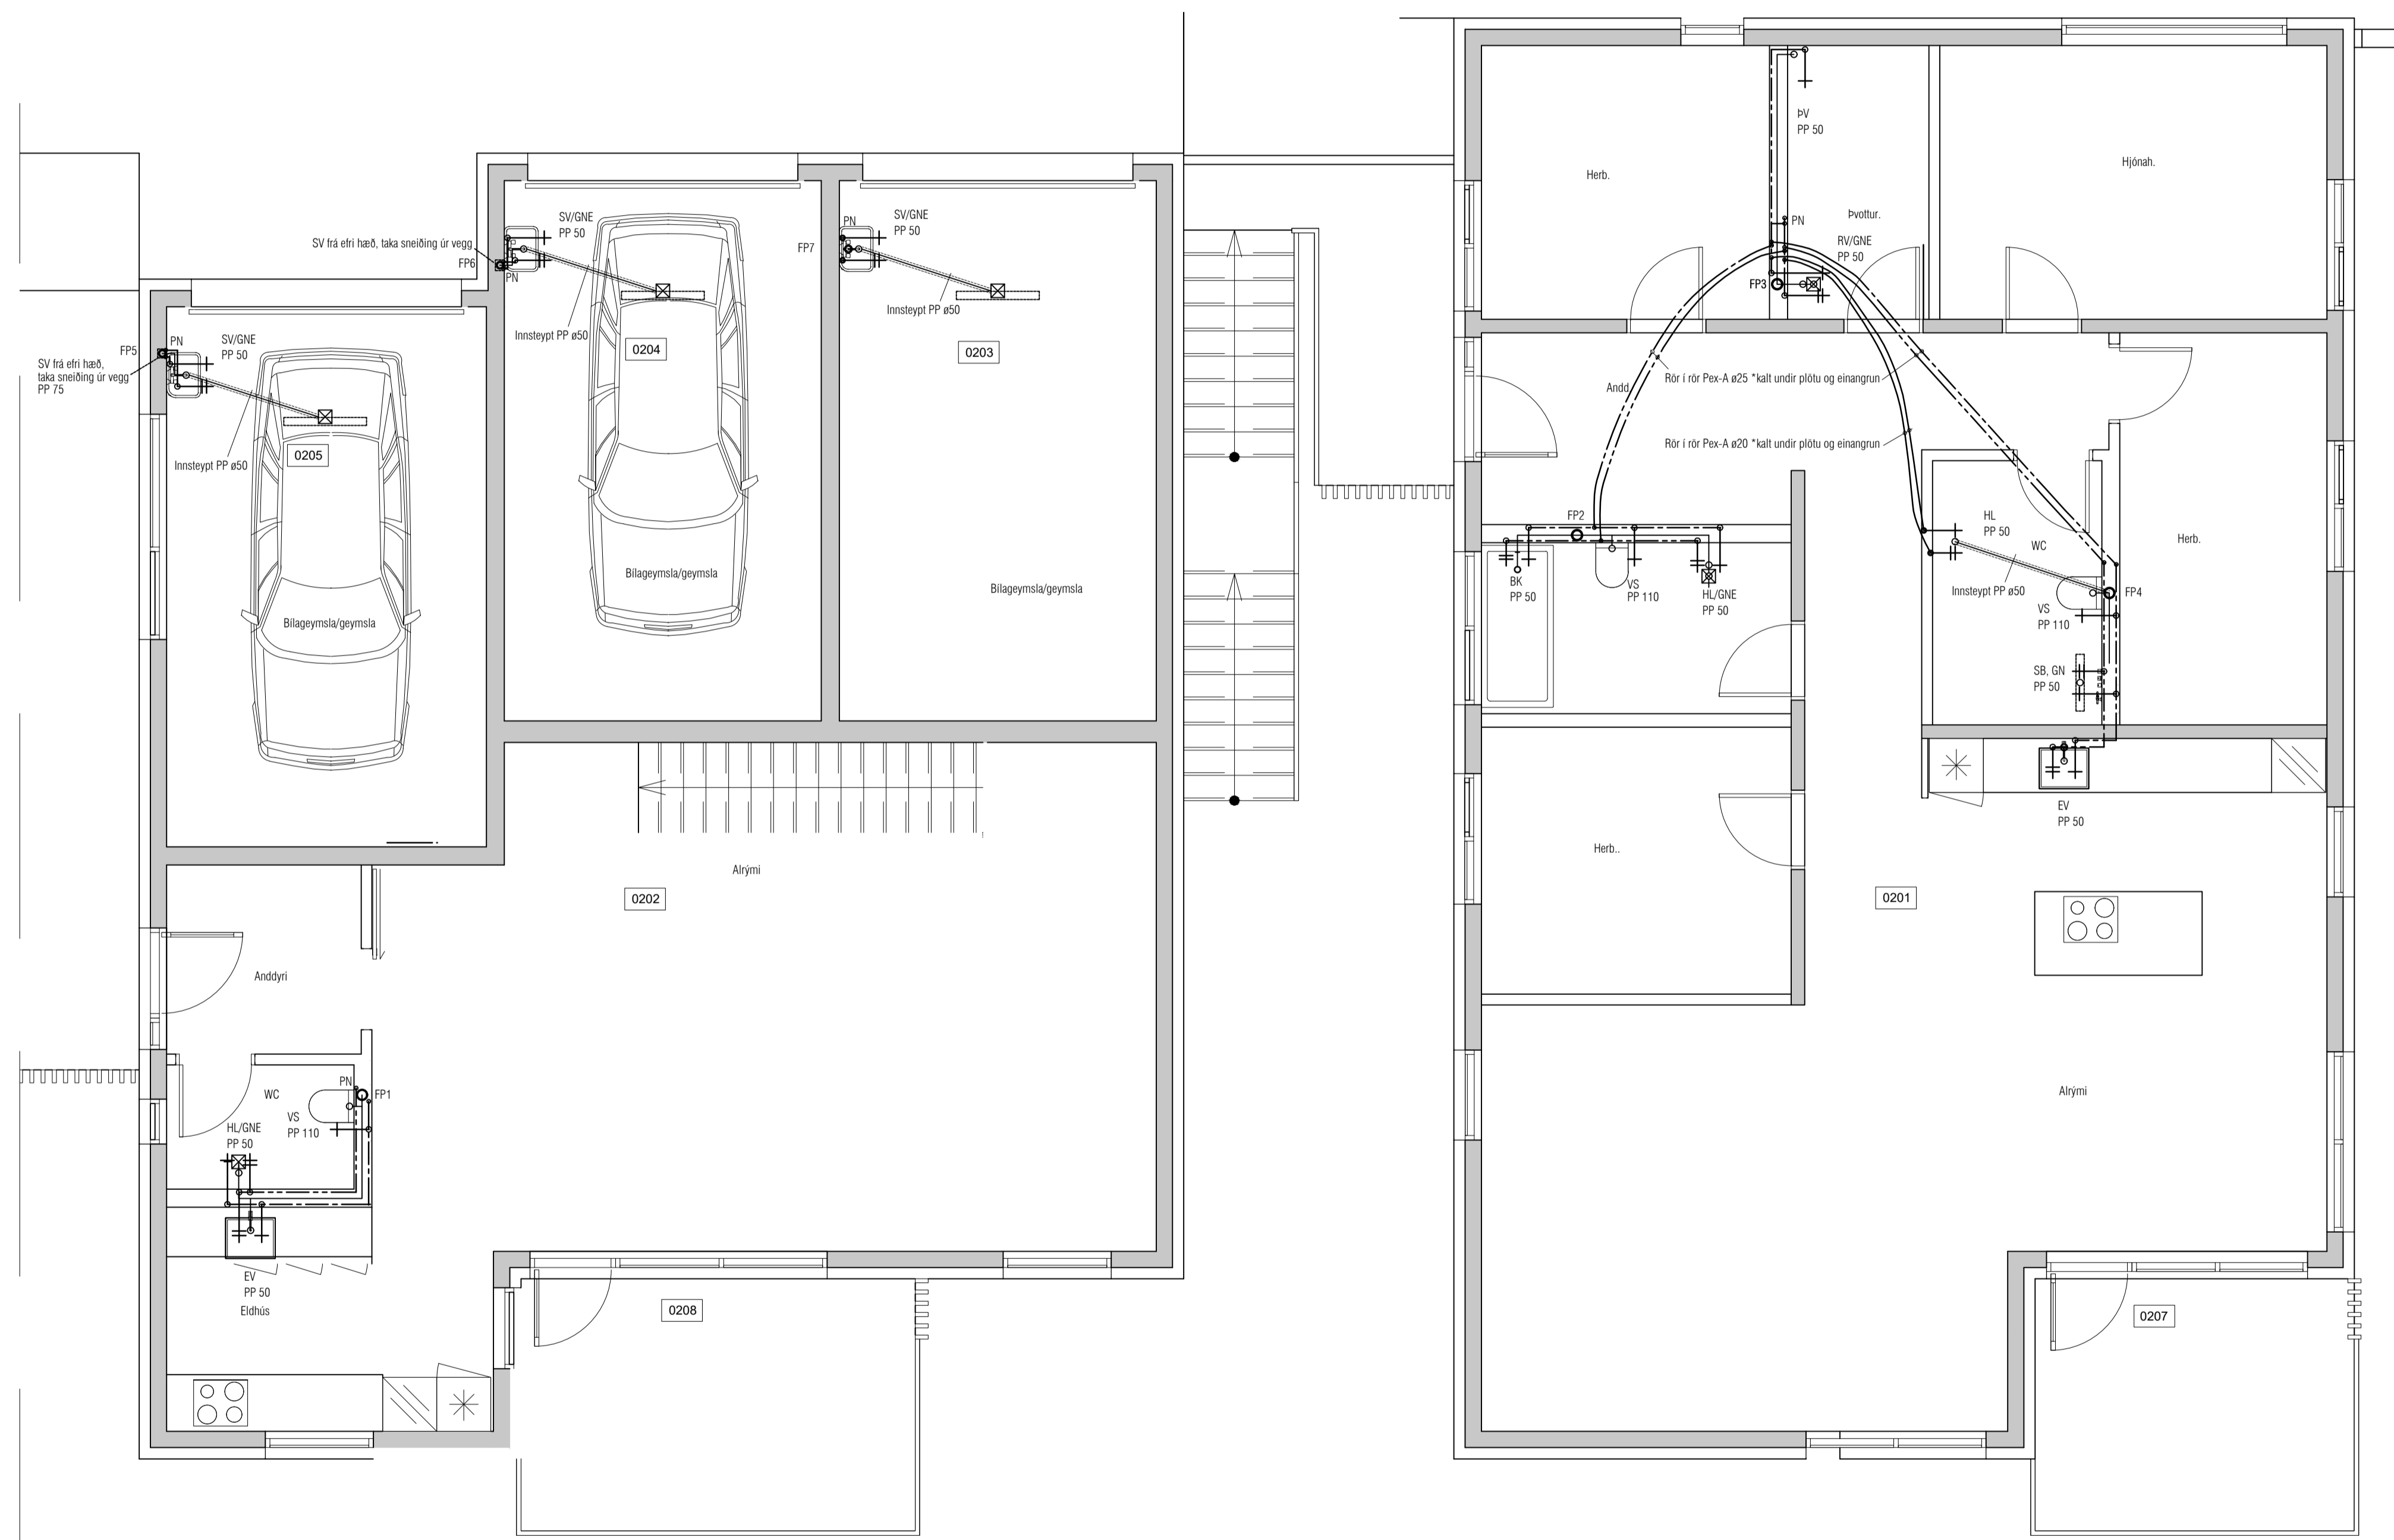 SV frá efri hæð, taka sneiðing úr vegg
FP6
PN
SV/GNE
PP 50
Innsteypt PP ø50
0204
Bílageymsla/geymsla
FP7
PN
SV/GNE
PP 50
Innsteypt PP ø50
0203
Bílageymsla/geymsla
FP5
PN
SV/GNE
PP 50
SV frá efri hæð,
taka sneiðing úr vegg
PP 75
Innsteypt PP ø50
0205
Bílageymsla/geymsla
Alrými
0202
Anddyri
WC
PN
FP1
VS
PP 110
HL/GNE
PP 50
EV
PP 50
Eldhús
0208
Herb.
ÞV
PP 50
Hjónah.
PN
Þvottur.
RV/GNE
PP 50
FP3
Andd.
Rör í rör Pex-A ø25 *kalt undir plötu og einangrun
Rör í rör Pex-A ø20 *kalt undir plötu og einangrun
FP2
BK
PP 50
VS
PP 110
HL/GNE
PP 50
HL
PP 50
WC
Herb.
Innsteypt PP ø50
FP4
VS
PP 110
SB, GN
PP 50
EV
PP 50
Herb..
0201
Alrými
0207